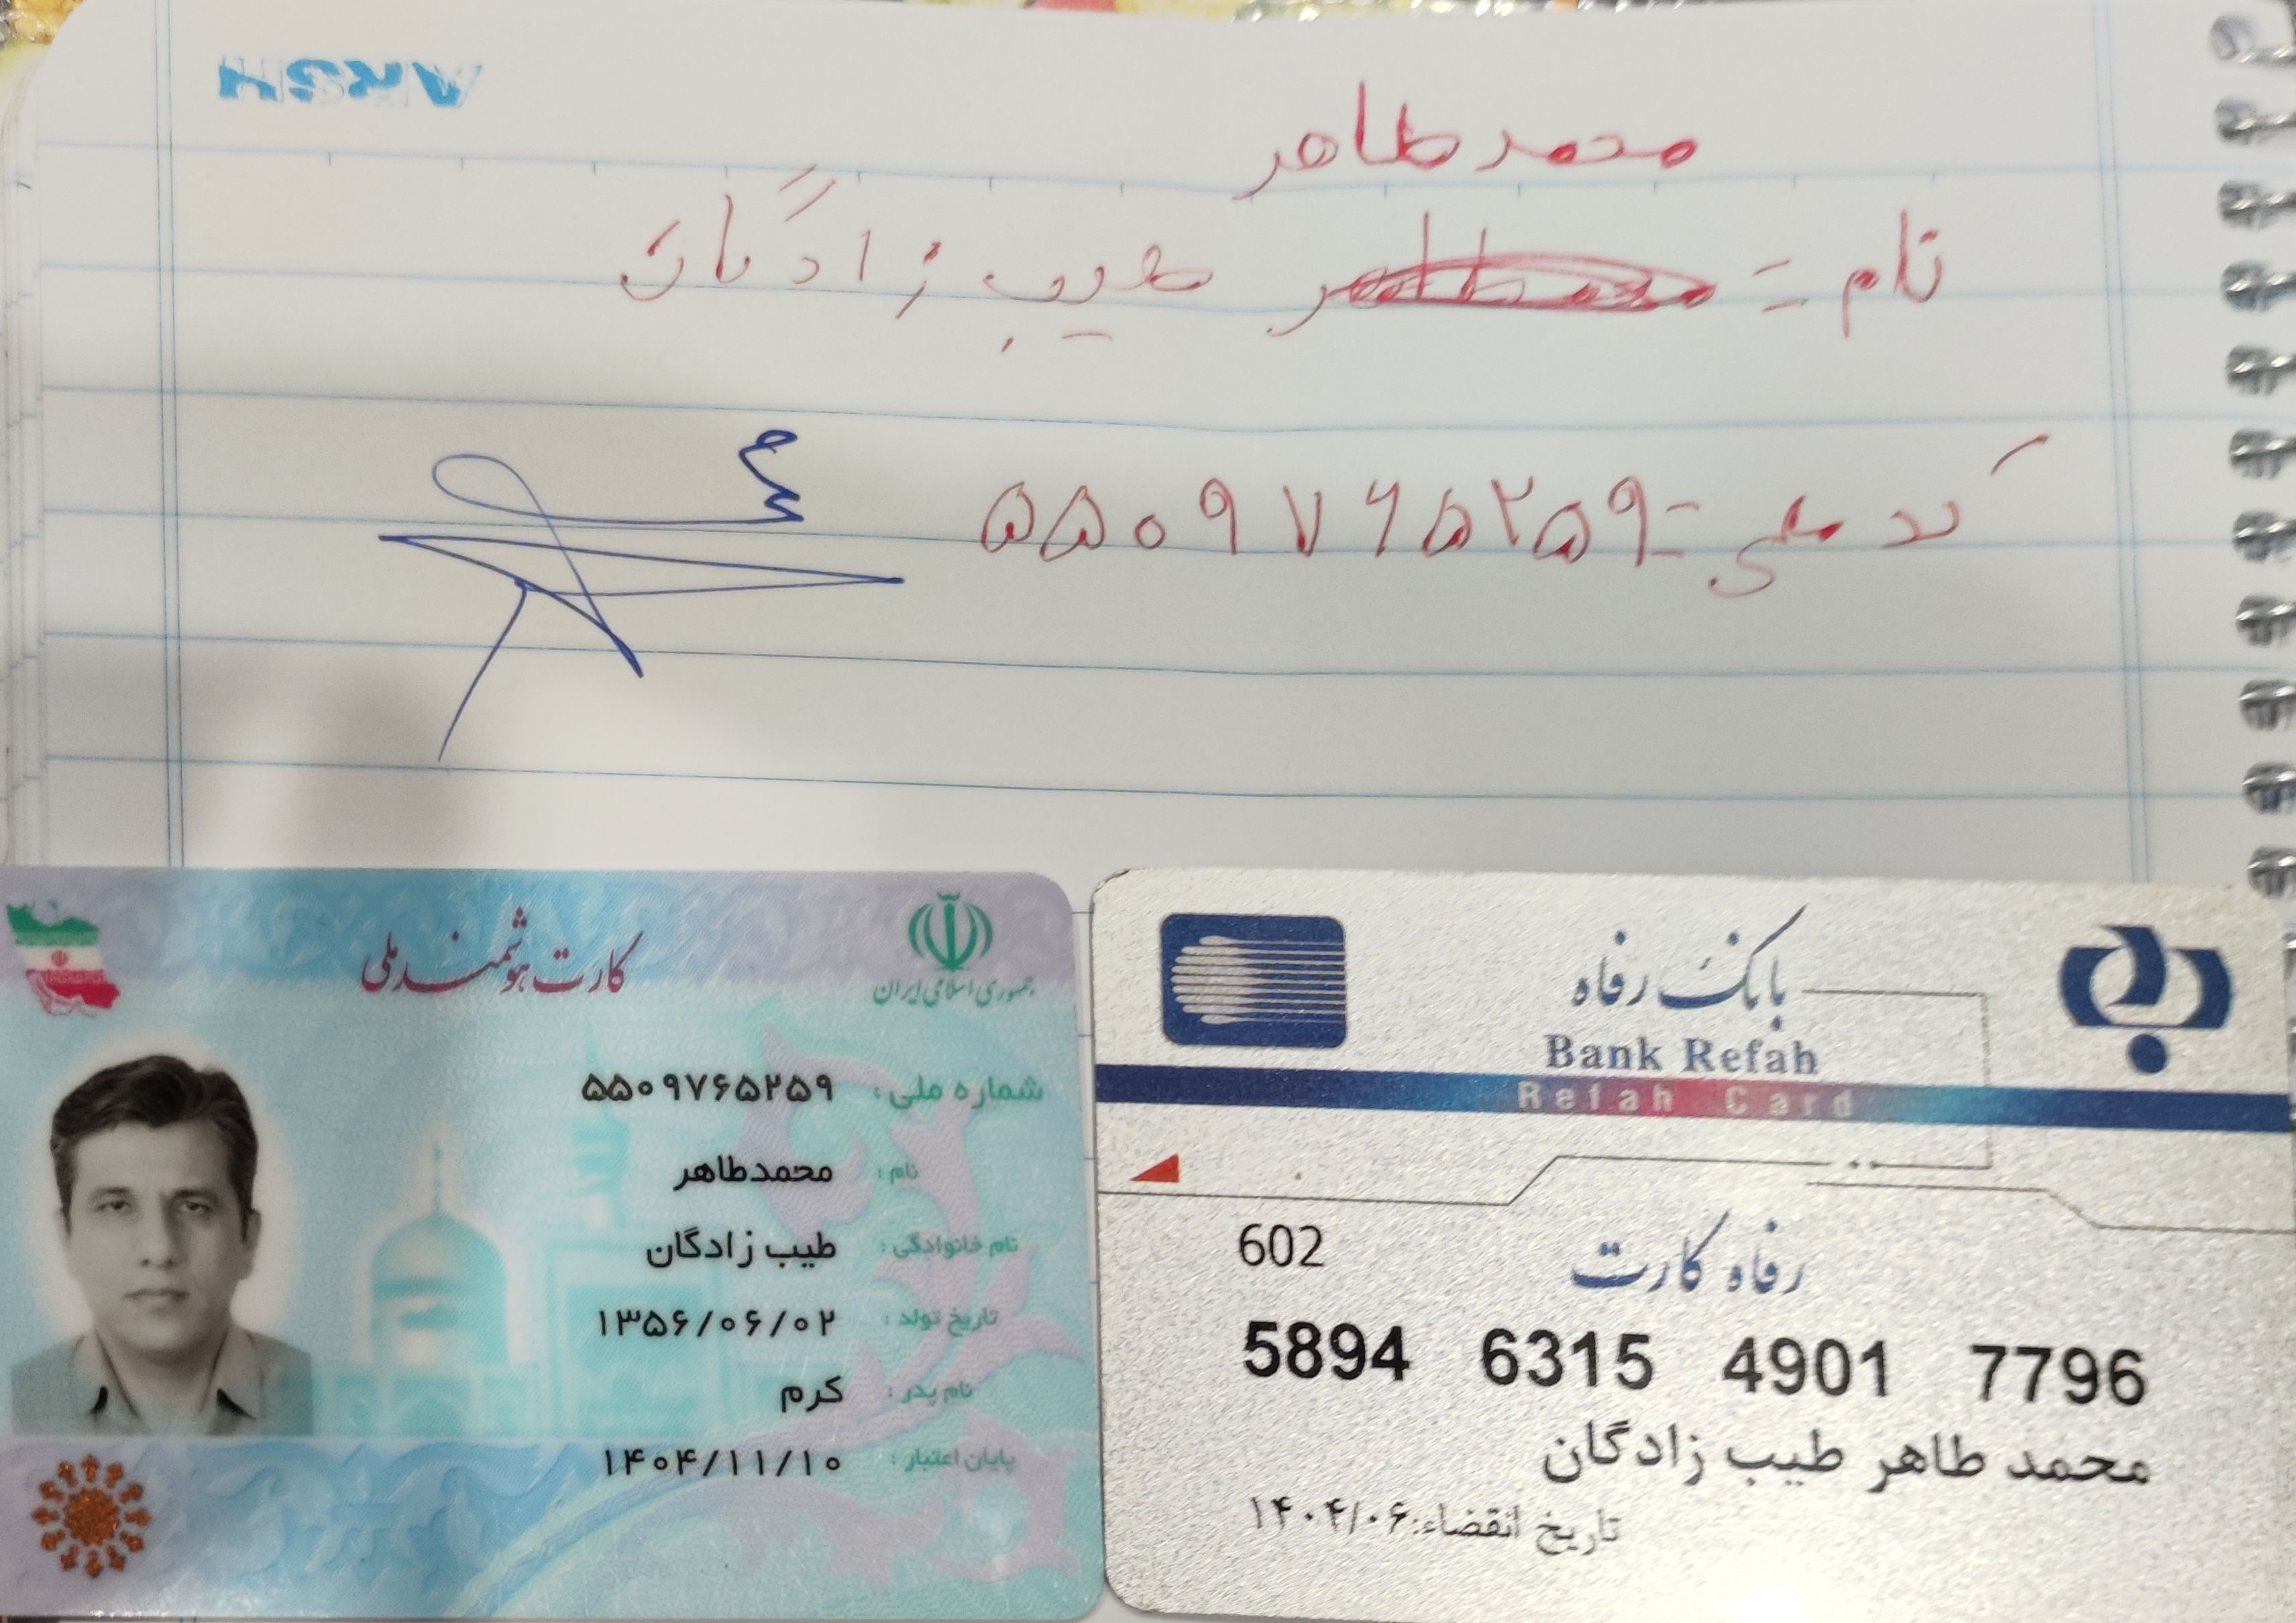 ARSH
محمد طاهر
نام = طیب زادگان
کد ملی = ۵۵۰۹۷۶۵۲۵۹
جمهوری اسلامی ایران
کارت هوشمند ملی
شماره ملی: ۵۵۰۹۷۶۵۲۵۹
نام: محمدطاهر
نام خانوادگی: طیب زادگان
تاریخ تولد: ۱۳۵۶/۰۶/۰۲
نام پدر: کرم
پایان اعتبار: ۱۴۰۴/۱۱/۱۰
بانک رفاه
Bank Refah
Refah Card
602
رفاه کارت
5894 6315 4901 7796
محمد طاهر طیب زادگان
تاریخ انقضاء:۱۴۰۴/۰۶